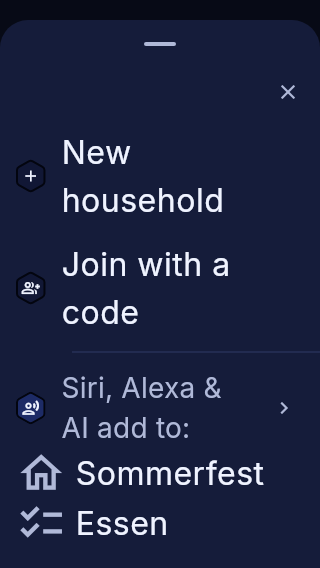 New
household
Join with a
code
Siri, Alexa &
AI add to:
Sommerfest
Essen